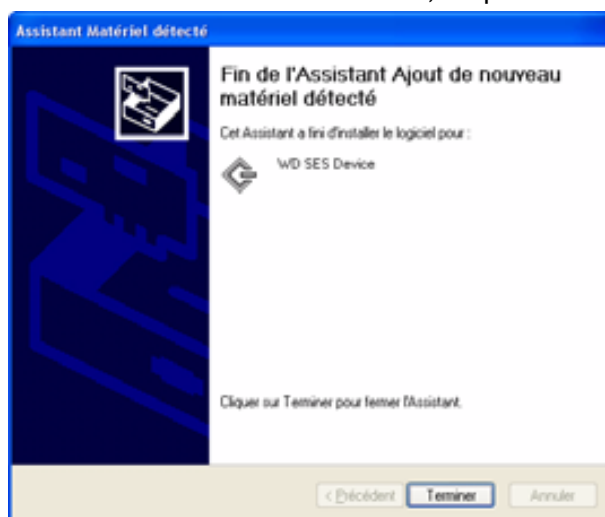 Assistant Matériel détecté
Fin de l'Assistant Ajout de nouveau
matériel détecté
Cet Assistant a fini d'installer le logiciel pour :
WD SES Device
Cliquer sur Terminer pour fermer l'Assistant.
< Précédent
Terminer
Annuler